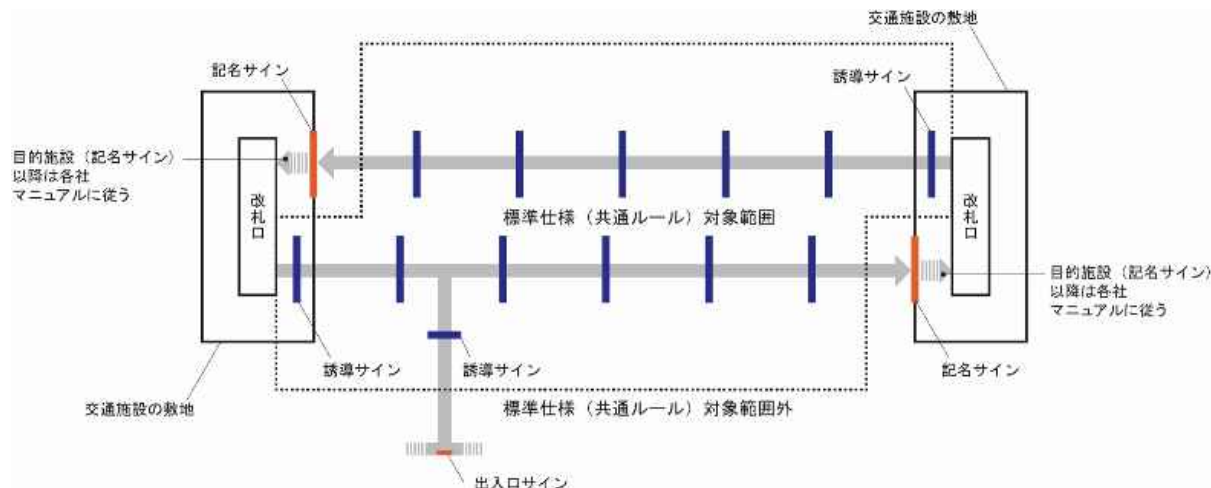 交通施設の敷地
記名サイン
誘導サイン
目的施設（記名サイン）
以降は各社
マニュアルに従う
改札口
標準仕様（共通ルール）対象範囲
改札口
目的施設（記名サイン）
以降は各社
マニュアルに従う
誘導サイン
誘導サイン
記名サイン
交通施設の敷地
標準仕様（共通ルール）対象範囲外
出入口サイン